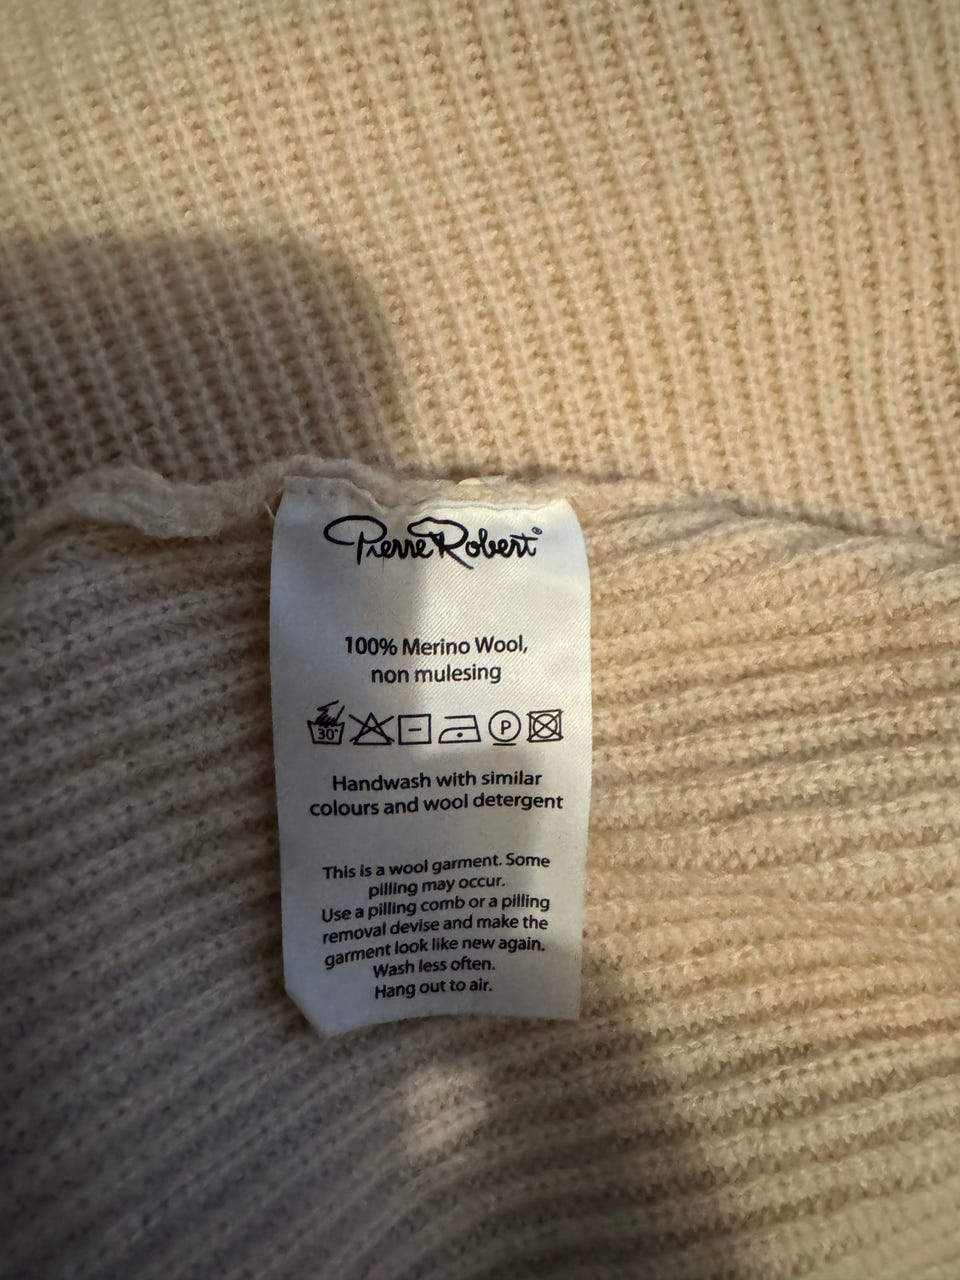 Pierre Robert®
100% Merino Wool,
non mulesing
30° P
Handwash with similar
colours and wool detergent
This is a wool garment. Some
pilling may occur.
Use a pilling comb or a pilling
removal devise and make the
garment look like new again.
Wash less often.
Hang out to air.